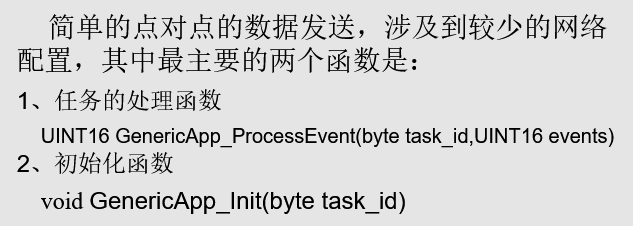 简单的点对点的数据发送，涉及到较少的网络
配置，其中最主要的两个函数是：
1、任务的处理函数
UINT16 GenericApp_ProcessEvent(byte task_id,UINT16 events)
2、初始化函数
void GenericApp_Init(byte task_id)